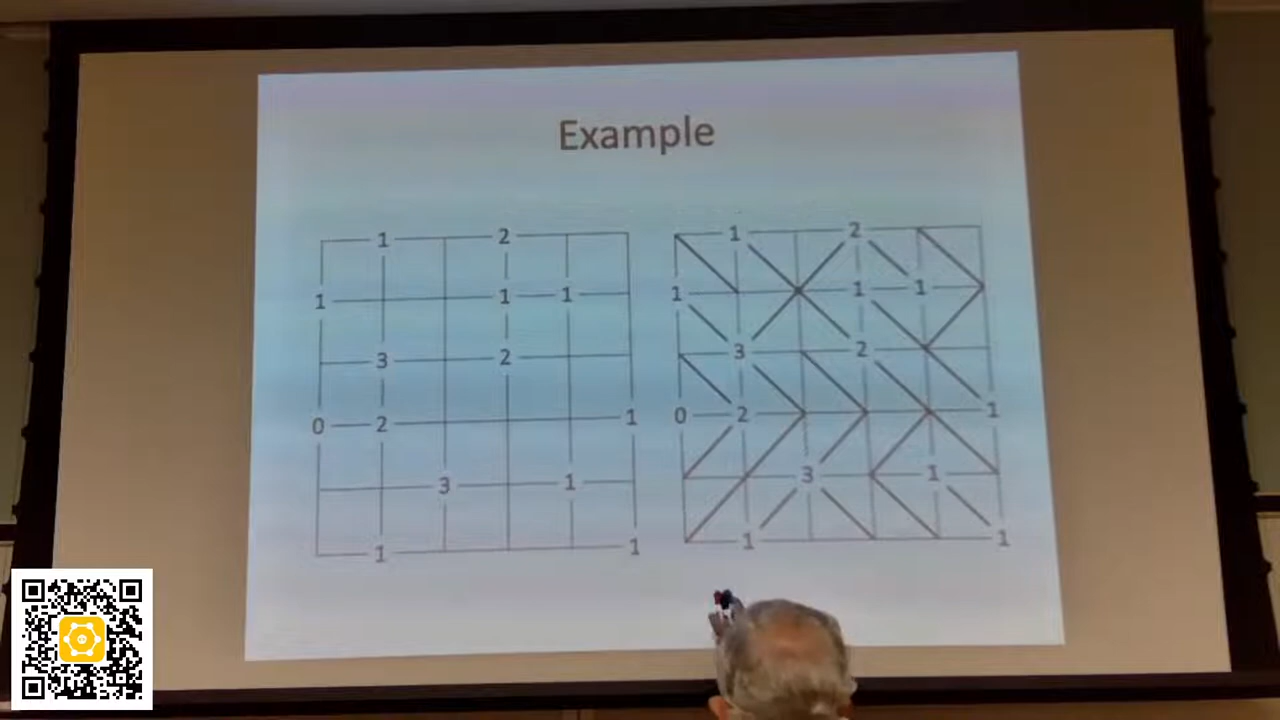 Example
1 2 1 2
1 1 1 1 1 1
3 2 3 2
0 2 1 0 2 1
3 1 3 1
1 1 1 1